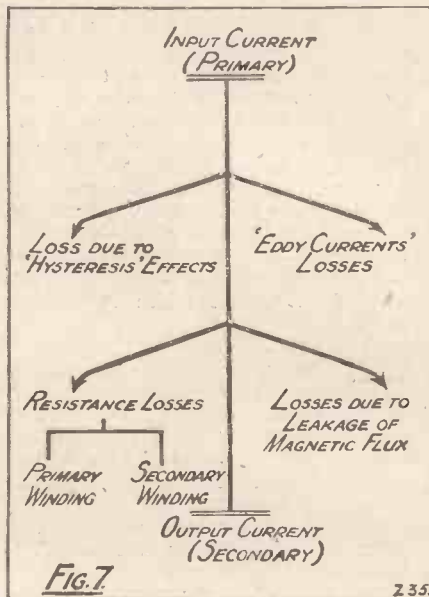 INPUT CURRENT
(PRIMARY)
LOSS DUE TO
'HYSTERESIS' EFFECTS
'EDDY CURRENTS'
LOSSES
RESISTANCE LOSSES
PRIMARY
WINDING
SECONDARY
WINDING
LOSSES DUE TO
LEAKAGE OF
MAGNETIC FLUX
OUTPUT CURRENT
(SECONDARY)
FIG. 7.
Z 35